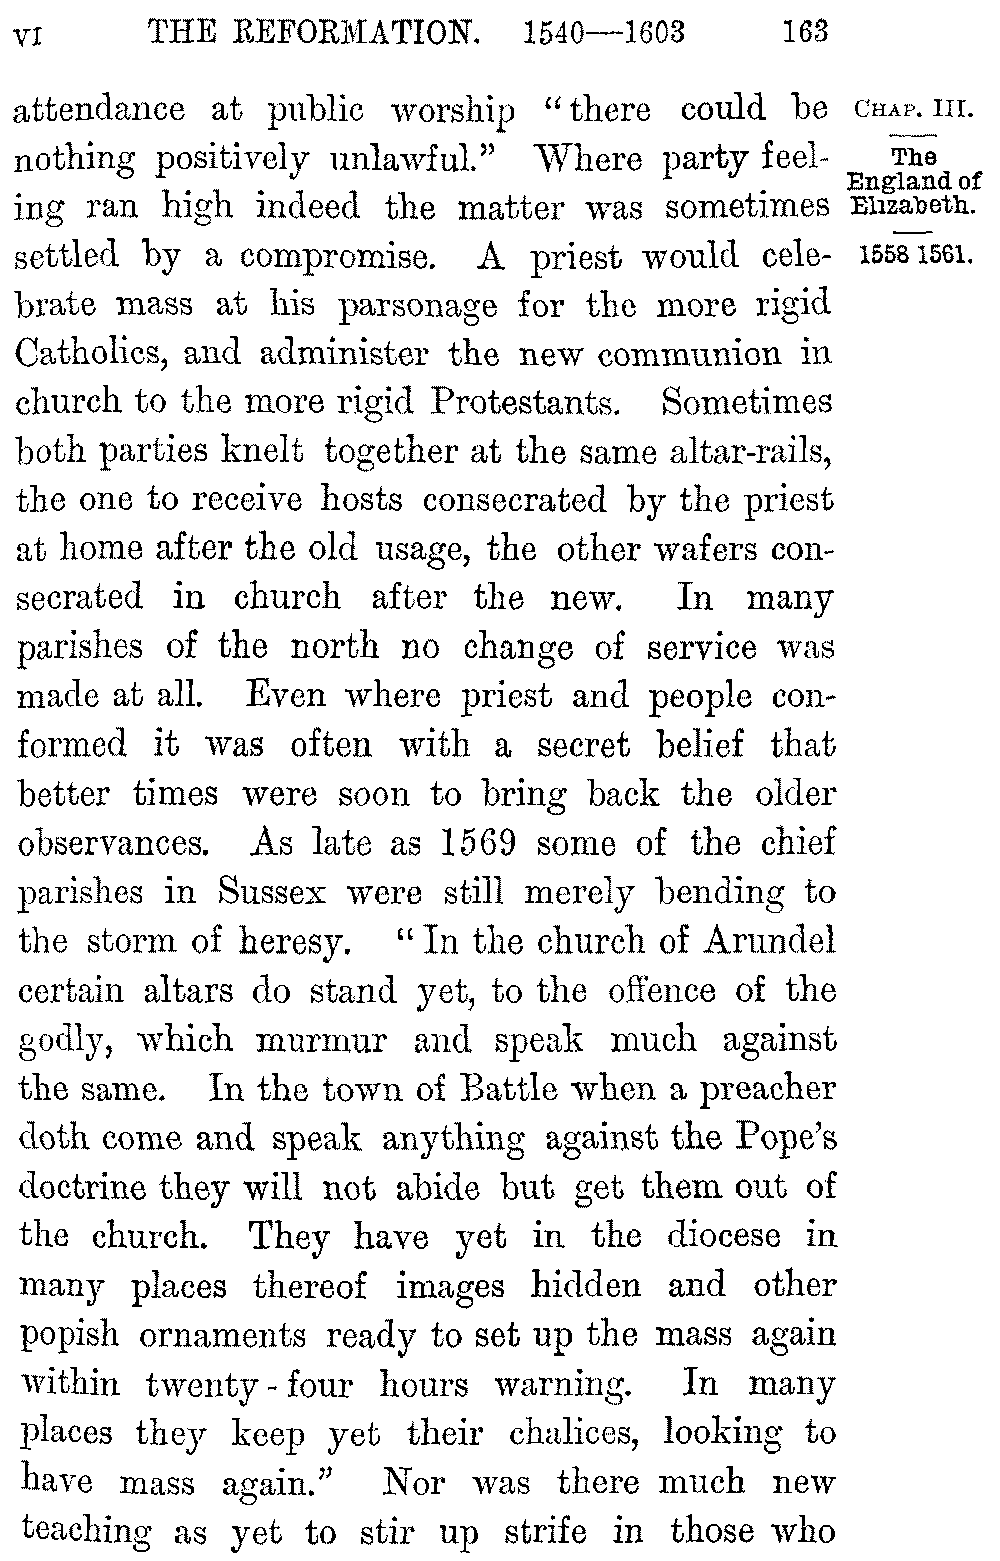 VI THE REFORMATION. 1540—1603 163
attendance at public worship “there could be
nothing positively unlawful.” Where party feel-
ing ran high indeed the matter was sometimes
settled by a compromise. A priest would cele-
brate mass at his parsonage for the more rigid
Catholics, and administer the new communion in
church to the more rigid Protestants. Sometimes
both parties knelt together at the same altar-rails,
the one to receive hosts consecrated by the priest
at home after the old usage, the other wafers con-
secrated in church after the new. In many
parishes of the north no change of service was
made at all. Even where priest and people con-
formed it was often with a secret belief that
better times were soon to bring back the older
observances. As late as 1569 some of the chief
parishes in Sussex were still merely bending to
the storm of heresy. “In the church of Arundel
certain altars do stand yet, to the offence of the
godly, which murmur and speak much against
the same. In the town of Battle when a preacher
doth come and speak anything against the Pope’s
doctrine they will not abide but get them out of
the church. They have yet in the diocese in
many places thereof images hidden and other
popish ornaments ready to set up the mass again
within twenty-four hours warning. In many
places they keep yet their chalices, looking to
have mass again.” Nor was there much new
teaching as yet to stir up strife in those who
CHAP. III.
The
England of
Elizabeth.
1558 1561.